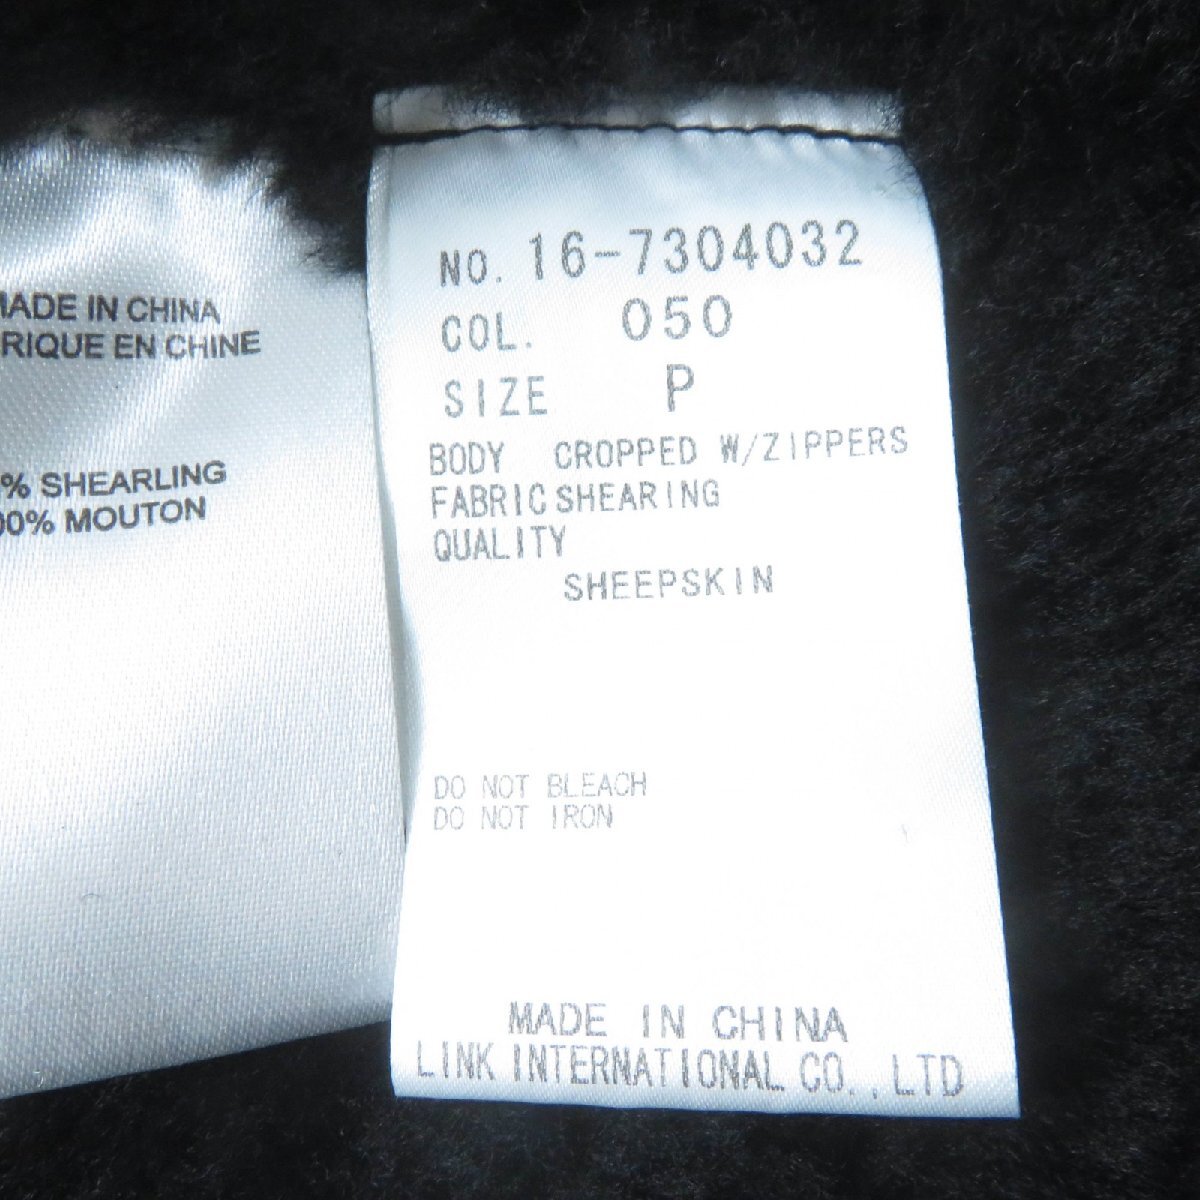 MADE IN CHINA
EN CHINE
% SHEARLING
00% MOUTON
NO. 16-7304032
COL. 050
SIZE P
BODY CROPPED W/ZIPPERS
FABRIC SHEARING
QUALITY
SHEEPSKIN
DO NOT BLEACH
DO NOT IRON
MADE IN CHINA
LINK INTERNATIONAL CO.,LTD